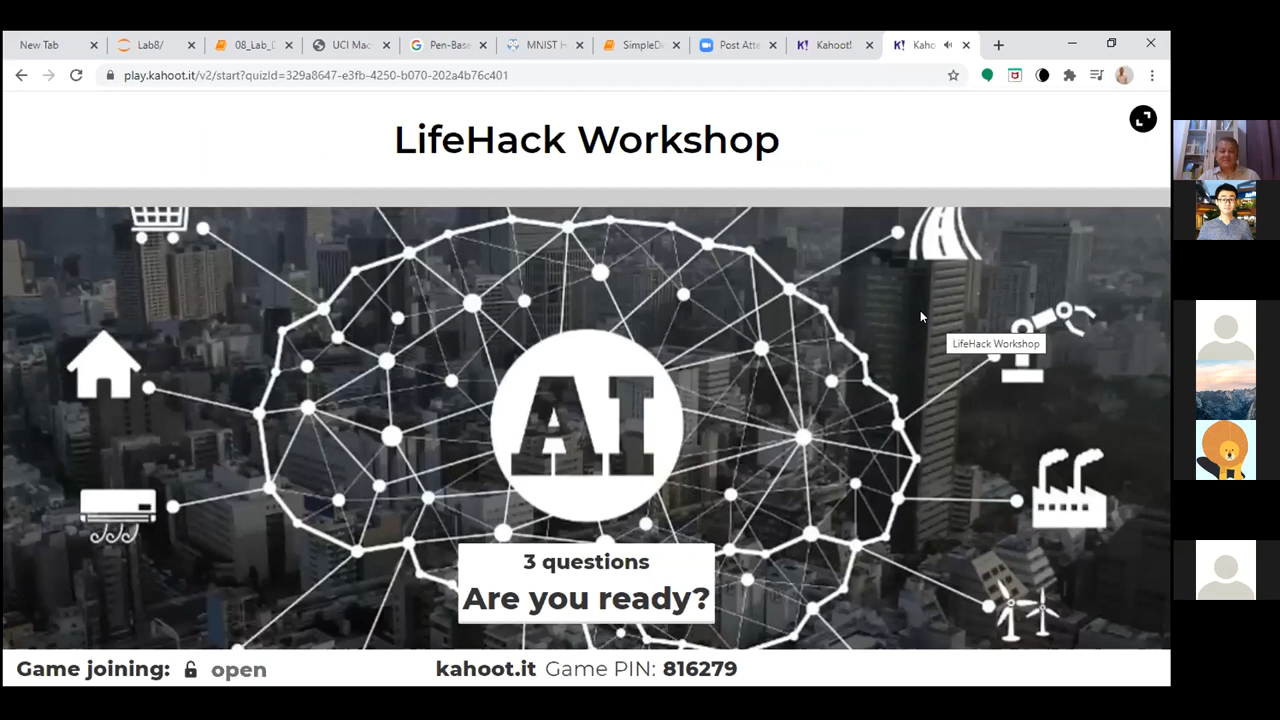 New Tab
Lab8/
08_Lab_D
UCI Mac
Pen-Base
MNIST H
SimpleDe
Post Atte
Kahoot!
Kaho
play.kahoot.it/v2/start?quizId=329a8647-e3fb-4250-b070-202a4b76c401
LifeHack Workshop
LifeHack Workshop
AI
3 questions
Are you ready?
Game joining: open
kahoot.it Game PIN: 816279